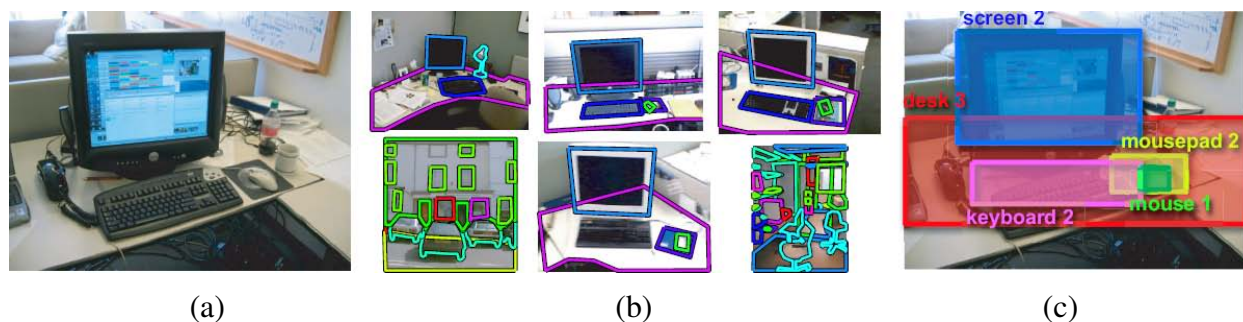 screen 2
desk 3
mousepad 2
mouse 1
keyboard 2
(a)
(b)
(c)